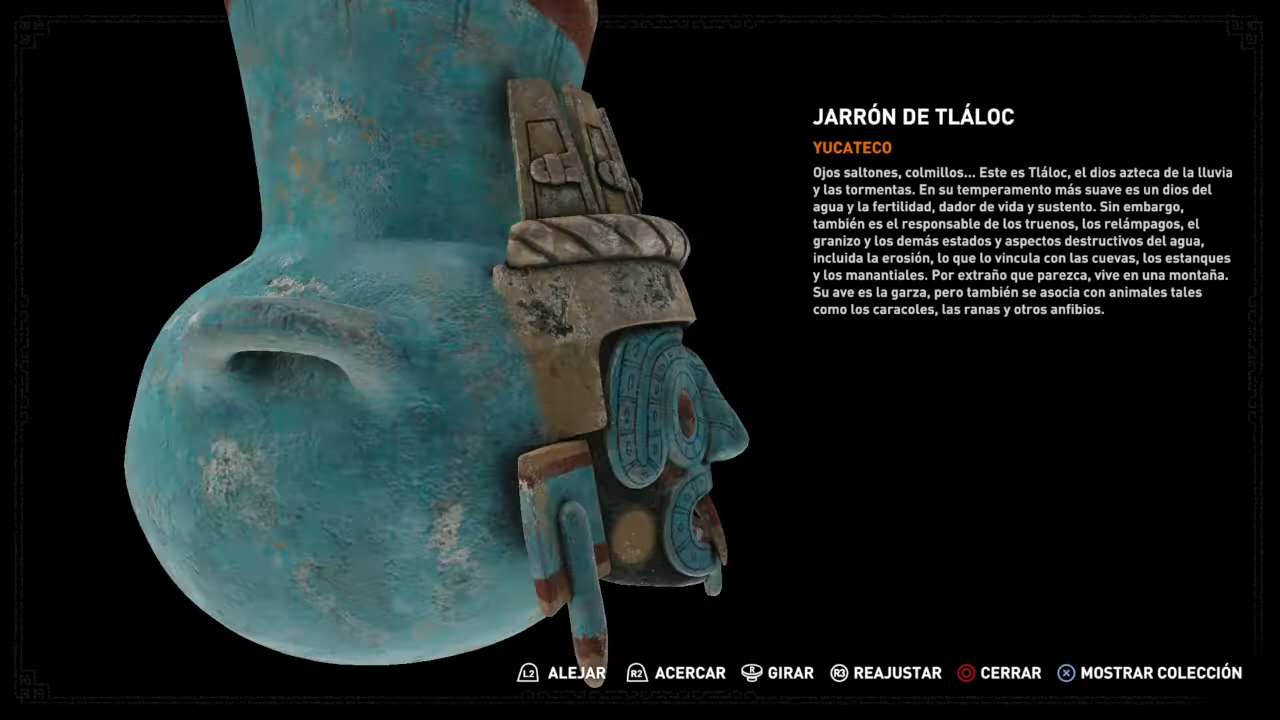 JARRÓN DE TLÁLOC
YUCATECO
Ojos saltones, colmillos... Este es Tláloc, el dios azteca de la lluvia
y las tormentas. En su temperamento más suave es un dios del
agua y la fertilidad, dador de vida y sustento. Sin embargo,
también es el responsable de los truenos, los relámpagos, el
granizo y los demás estados y aspectos destructivos del agua,
incluida la erosión, lo que lo vincula con las cuevas, los estanques
y los manantiales. Por extraño que parezca, vive en una montaña.
Su ave es la garza, pero también se asocia con animales tales
como los caracoles, las ranas y otros anfibios.
L2 ALEJAR R2 ACERCAR R GIRAR R3 REAJUSTAR CERRAR MOSTRAR COLECCIÓN